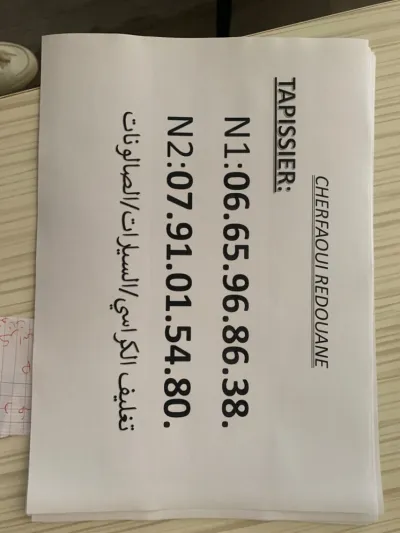 CHERFAOUI REDOUANE
TAPISSIER:
N1:06.65.96.86.38.
N2:07.91.01.54.80.
تغليف الكراسي/السيارات/الصالونات